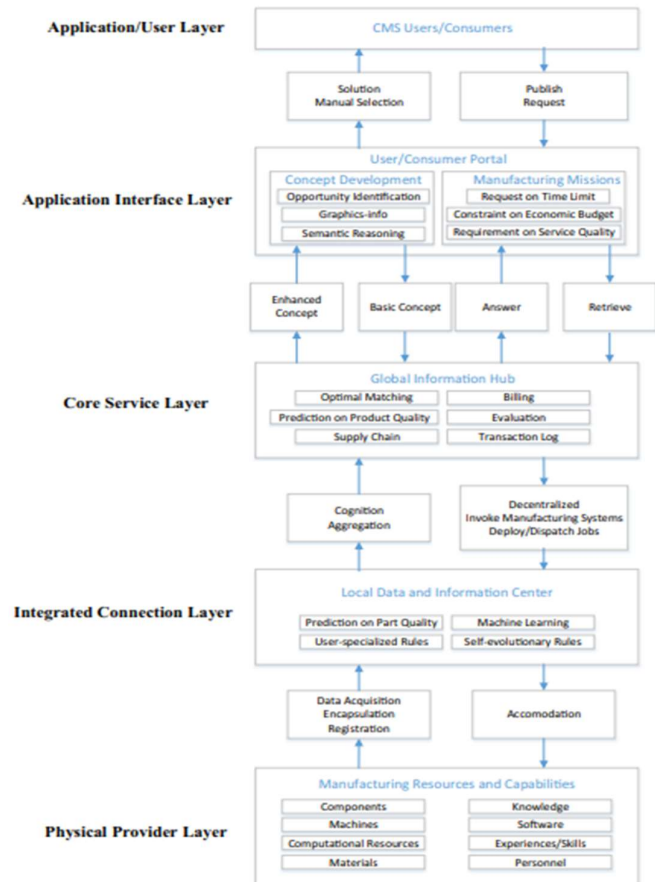 Application/User Layer
CMS Users/Consumers
Solution
Manual Selection
Publish
Request
Application Interface Layer
User/Consumer Portal
Concept Development
Opportunity Identification
Graphics-info
Semantic Reasoning
Manufacturing Missions
Request on Time Limit
Constraint on Economic Budget
Requirement on Service Quality
Enhanced
Concept
Basic Concept
Answer
Retrieve
Core Service Layer
Global Information Hub
Optimal Matching
Billing
Prediction on Product Quality
Evaluation
Supply Chain
Transaction Log
Cognition
Aggregation
Decentralized
Invoke Manufacturing Systems
Deploy/Dispatch Jobs
Integrated Connection Layer
Local Data and Information Center
Prediction on Part Quality
Machine Learning
User-specialized Rules
Self-evolutionary Rules
Data Acquisition
Encapsulation
Registration
Accomodation
Physical Provider Layer
Manufacturing Resources and Capabilities
Components
Knowledge
Machines
Software
Computational Resources
Experiences/Skills
Materials
Personnel